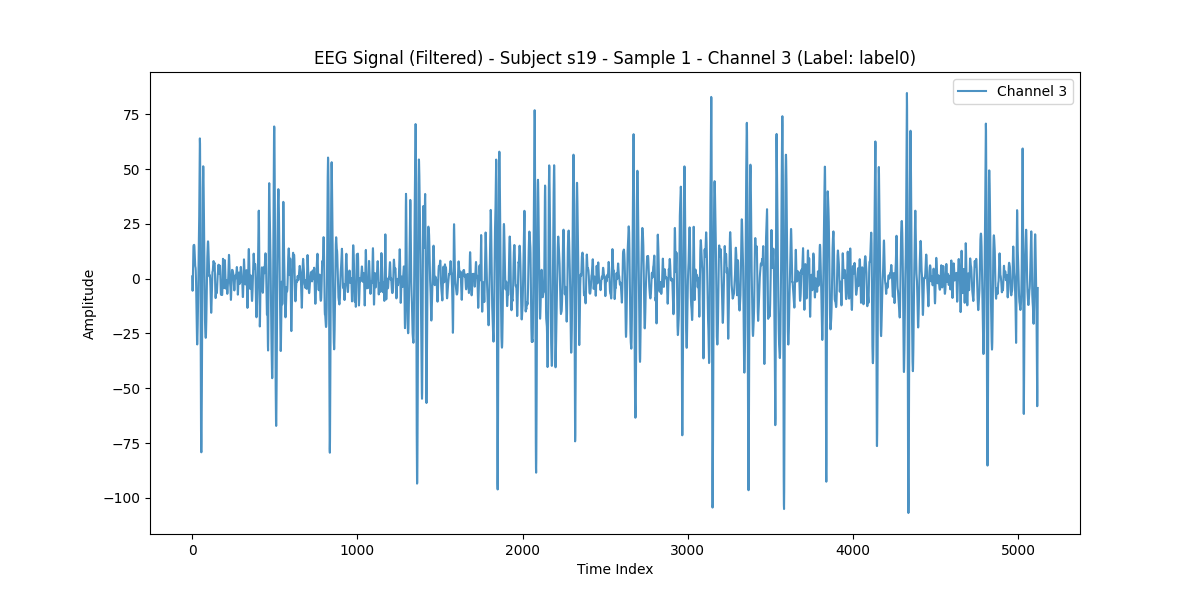 EEG Signal (Filtered) - Subject s19 - Sample 1 - Channel 3 (Label: label0)
Channel 3
75
50
25
0
−25
−50
−75
−100
Amplitude
0 1000 2000 3000 4000 5000
Time Index